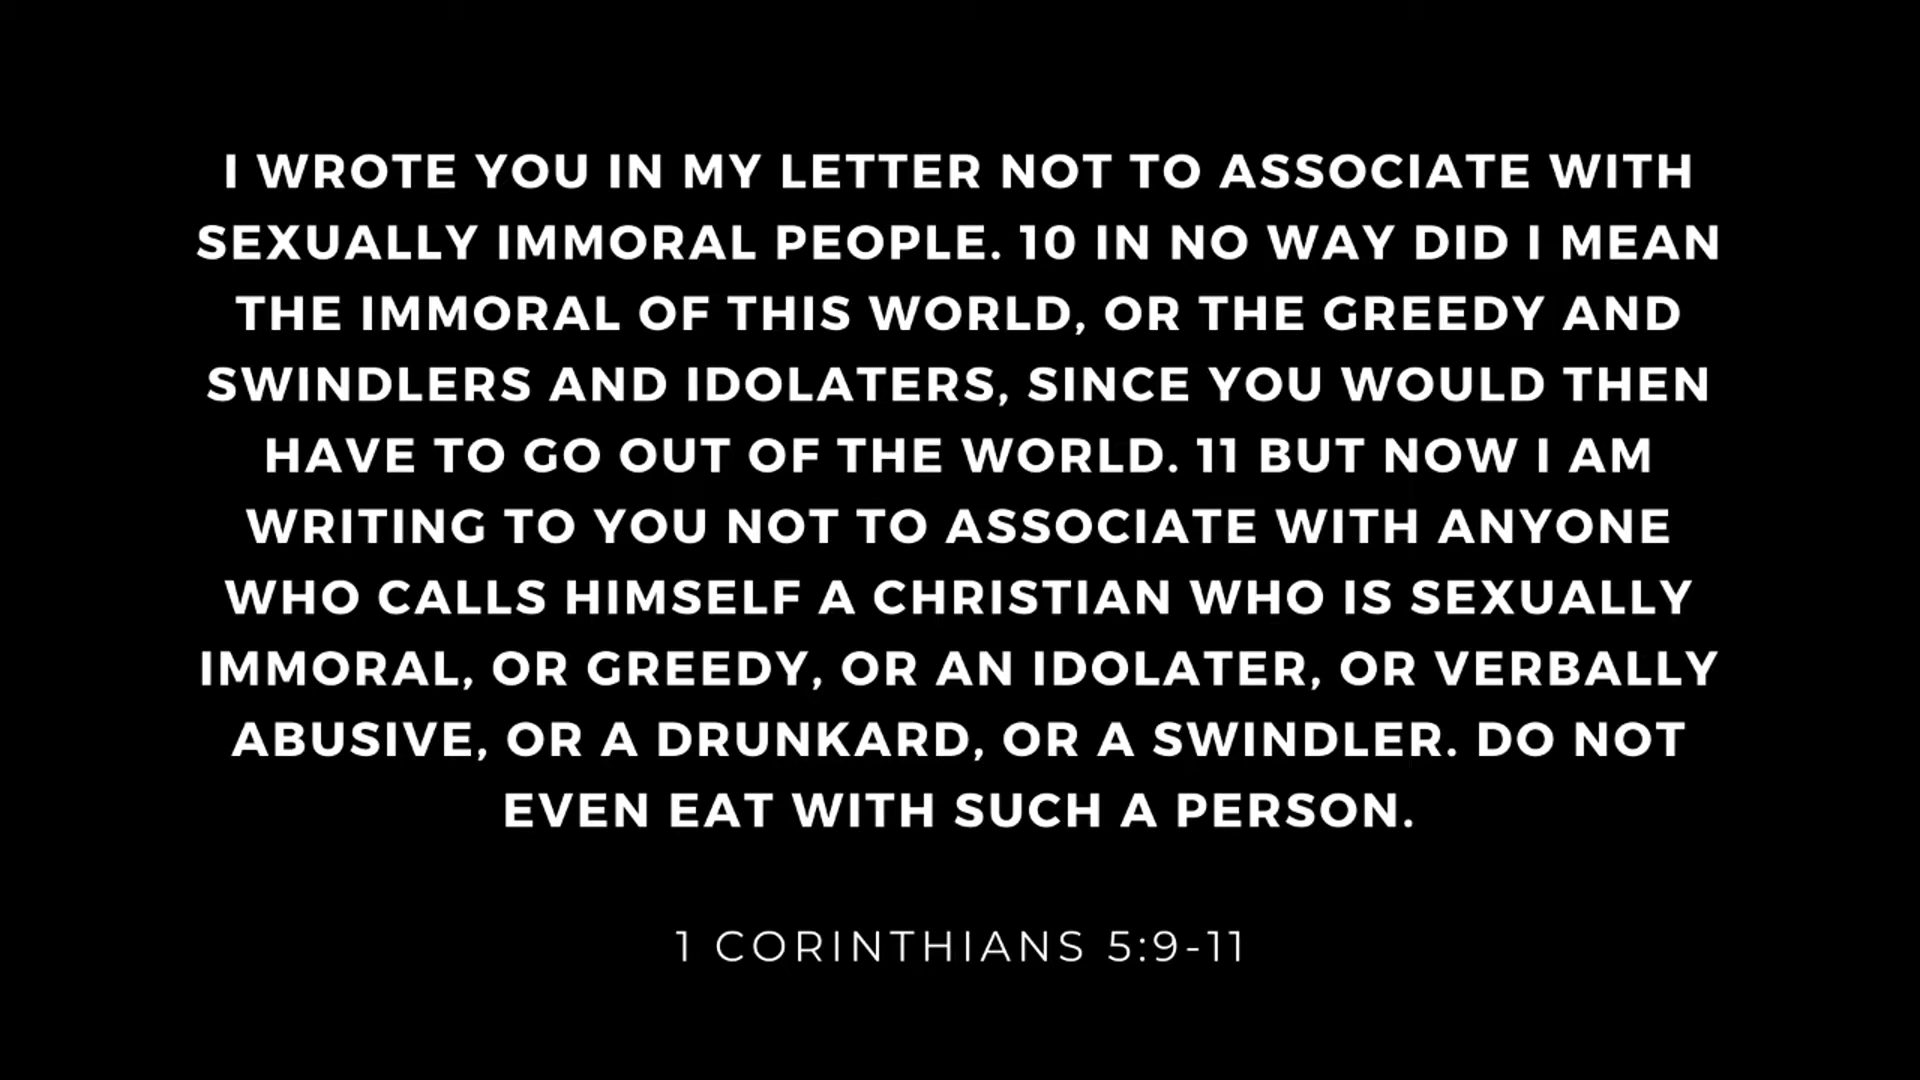 I WROTE YOU IN MY LETTER NOT TO ASSOCIATE WITH
SEXUALLY IMMORAL PEOPLE. 10 IN NO WAY DID I MEAN
THE IMMORAL OF THIS WORLD, OR THE GREEDY AND
SWINDLERS AND IDOLATERS, SINCE YOU WOULD THEN
HAVE TO GO OUT OF THE WORLD. 11 BUT NOW I AM
WRITING TO YOU NOT TO ASSOCIATE WITH ANYONE
WHO CALLS HIMSELF A CHRISTIAN WHO IS SEXUALLY
IMMORAL, OR GREEDY, OR AN IDOLATER, OR VERBALLY
ABUSIVE, OR A DRUNKARD, OR A SWINDLER. DO NOT
EVEN EAT WITH SUCH A PERSON.
1 CORINTHIANS 5:9-11